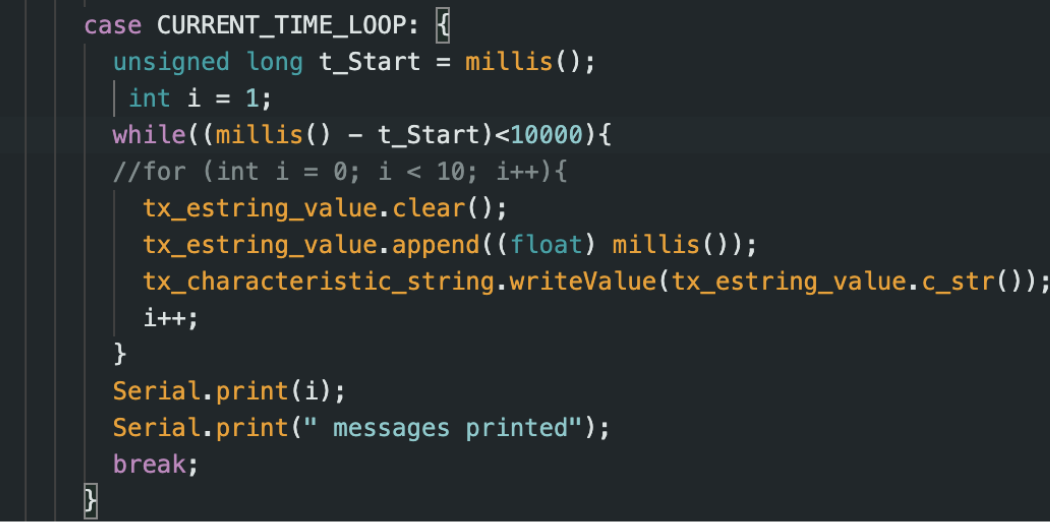 case CURRENT_TIME_LOOP: {
unsigned long t_Start = millis();
int i = 1;
while((millis() - t_Start)<10000){
//for (int i = 0; i < 10; i++){
tx_estring_value.clear();
tx_estring_value.append((float) millis());
tx_characteristic_string.writeValue(tx_estring_value.c_str());
i++;
}
Serial.print(i);
Serial.print(" messages printed");
break;
}